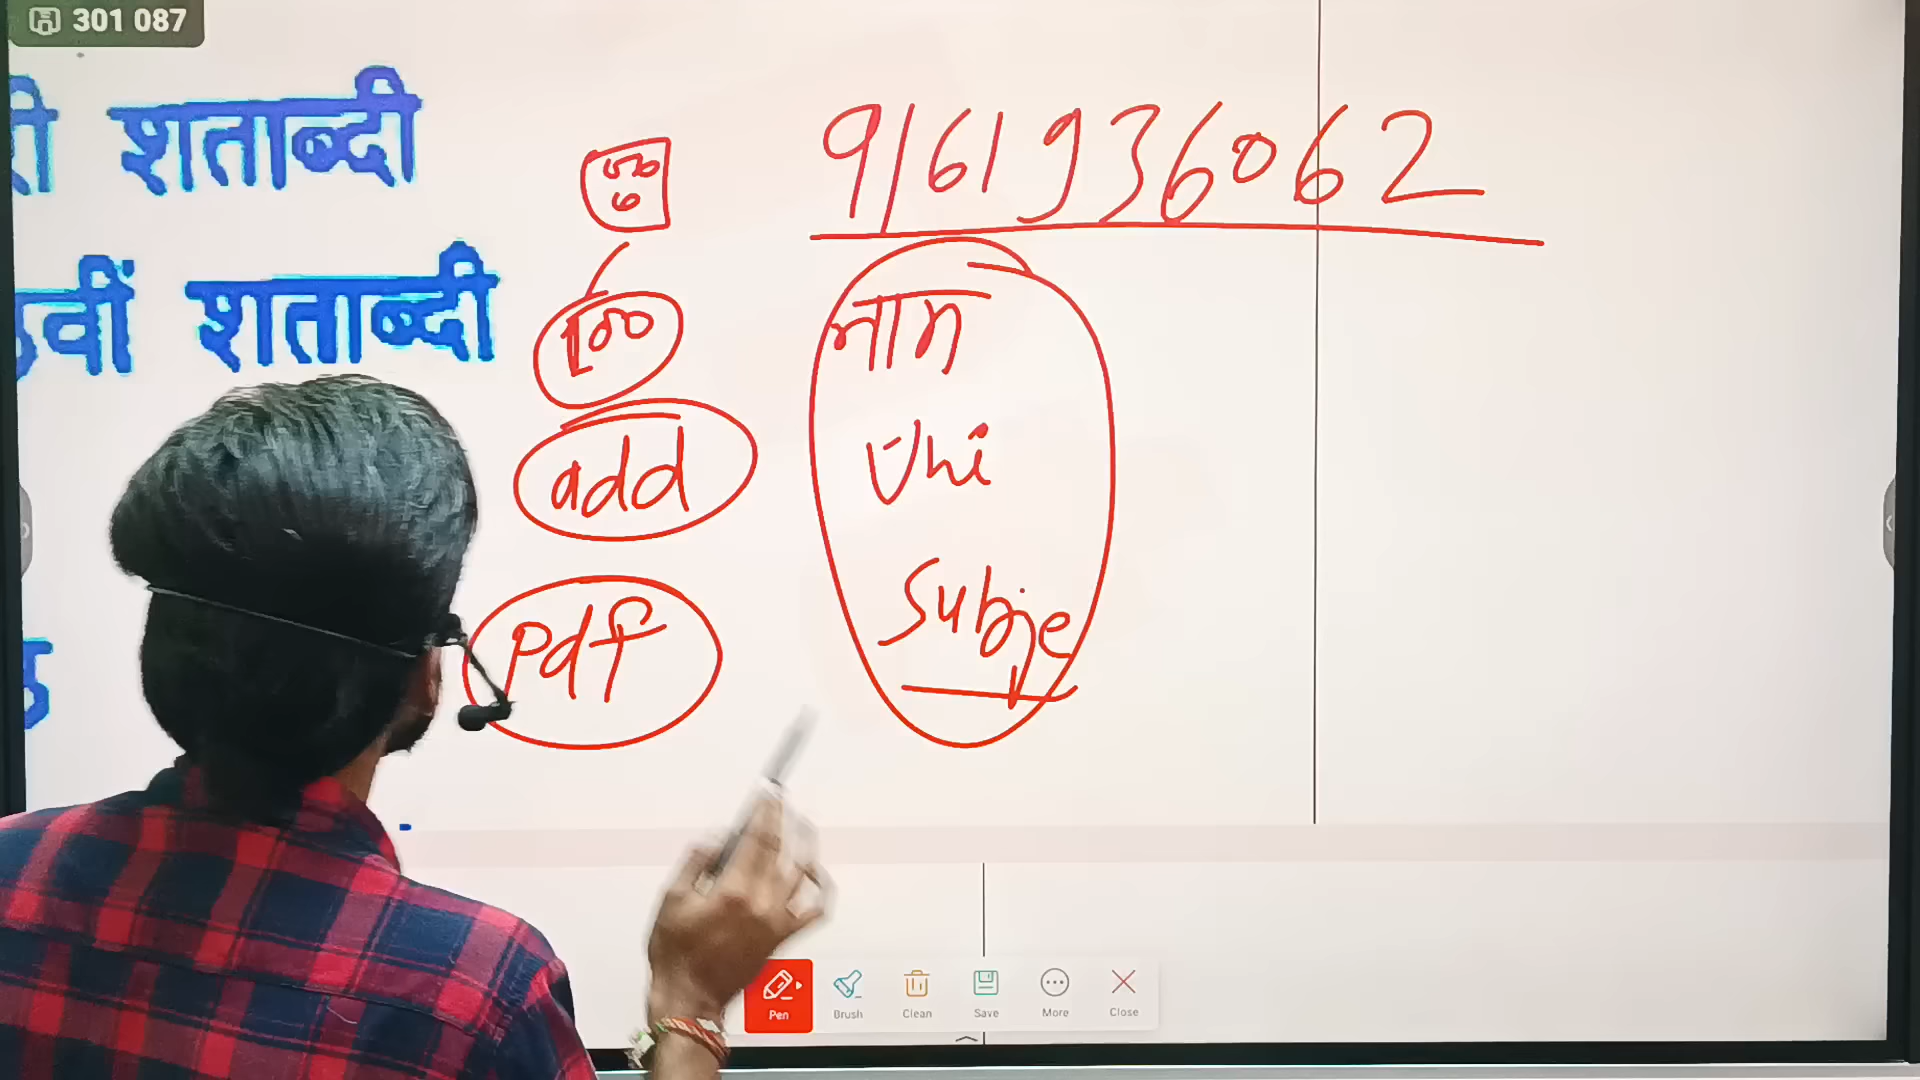 301 087
री शताब्दी
वीं शताब्दी
9161936062
100
add
pdf
नाम
Uni
Subje
Pen
Brush
Clean
Save
More
Close